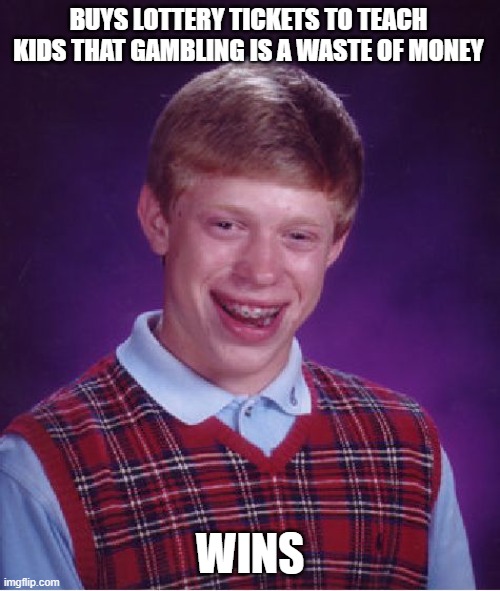 BUYS LOTTERY TICKETS TO TEACH
KIDS THAT GAMBLING IS A WASTE OF MONEY
WINS
imgflip.com